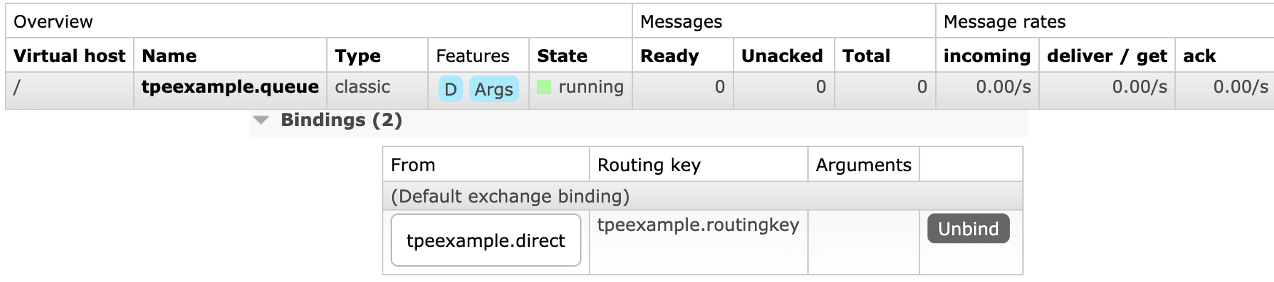 Overview Messages Message rates
Virtual host Name Type Features State Ready Unacked Total incoming deliver / get ack
/ tpeexample.queue classic D Args running 0 0 0 0.00/s 0.00/s 0.00/s
Bindings (2)
From Routing key Arguments
(Default exchange binding)
tpeexample.direct tpeexample.routingkey Unbind